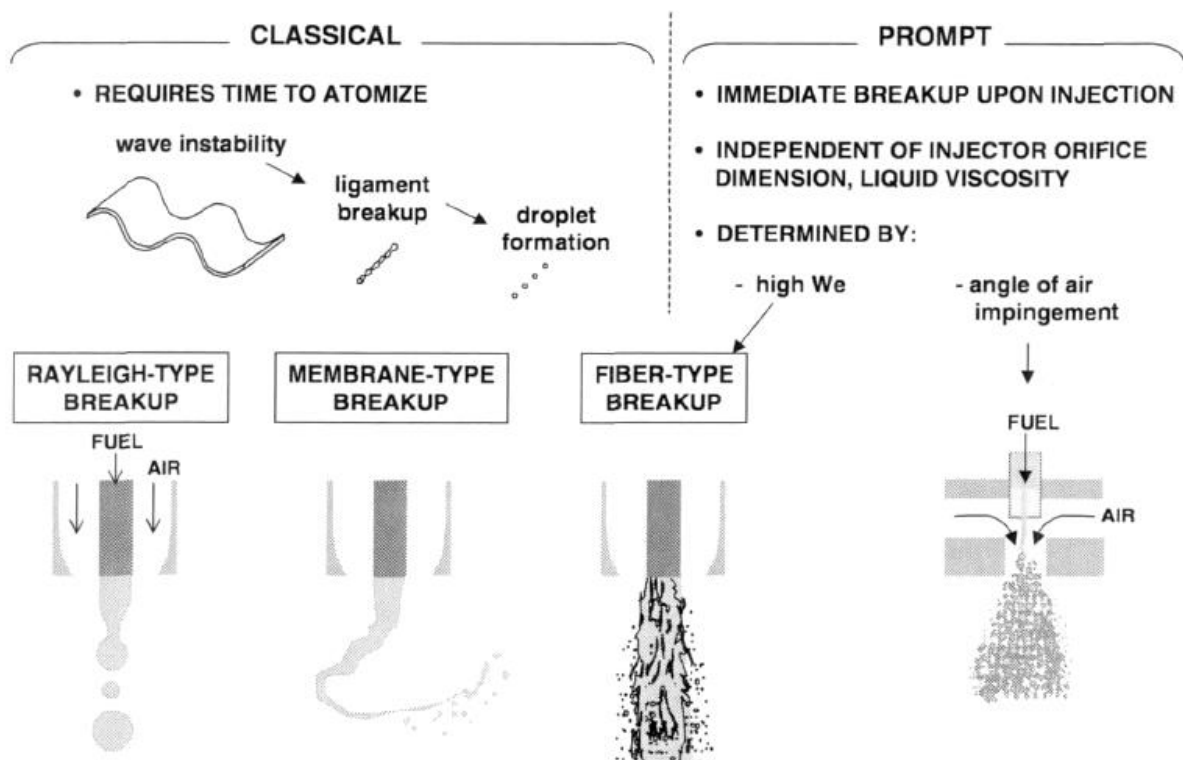 CLASSICAL
• REQUIRES TIME TO ATOMIZE
wave instability
ligament
breakup
droplet
formation
PROMPT
• IMMEDIATE BREAKUP UPON INJECTION
• INDEPENDENT OF INJECTOR ORIFICE
DIMENSION, LIQUID VISCOSITY
• DETERMINED BY:
- high We
- angle of air
impingement
RAYLEIGH-TYPE
BREAKUP
MEMBRANE-TYPE
BREAKUP
FIBER-TYPE
BREAKUP
FUEL
AIR
FUEL
AIR